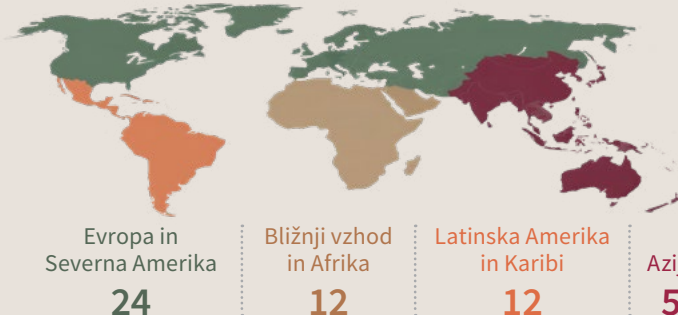 Evropa in
Severna Amerika
24
Bližnji vzhod
in Afrika
12
Latinska Amerika
in Karibi
12